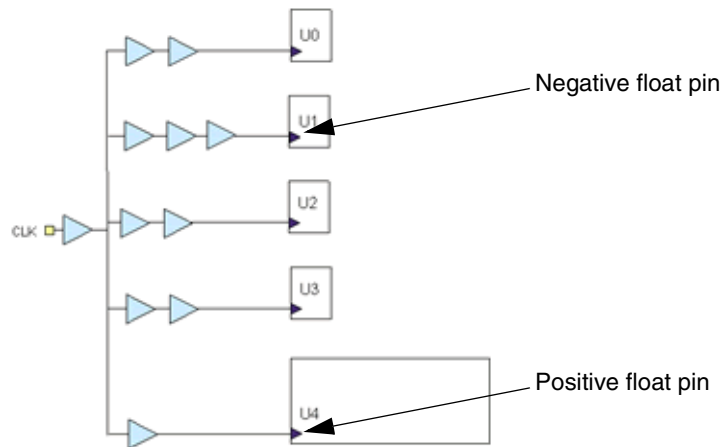 U0
Negative float pin
U1
U2
CLK
U3
Positive float pin
U4